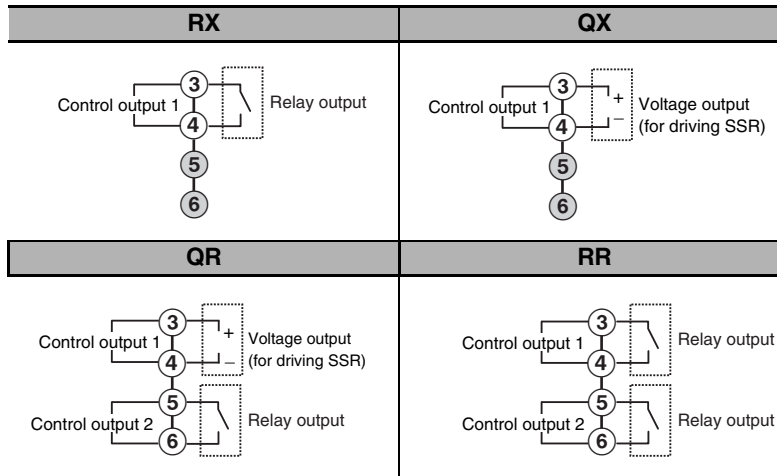 RX
QX
3
Control output 1
Relay output
4
5
6
3
+
Control output 1
Voltage output
(for driving SSR)
4
−
5
6
QR
RR
3
+
Control output 1
Voltage output
(for driving SSR)
4
−
5
Control output 2
Relay output
6
3
Control output 1
Relay output
4
5
Control output 2
Relay output
6